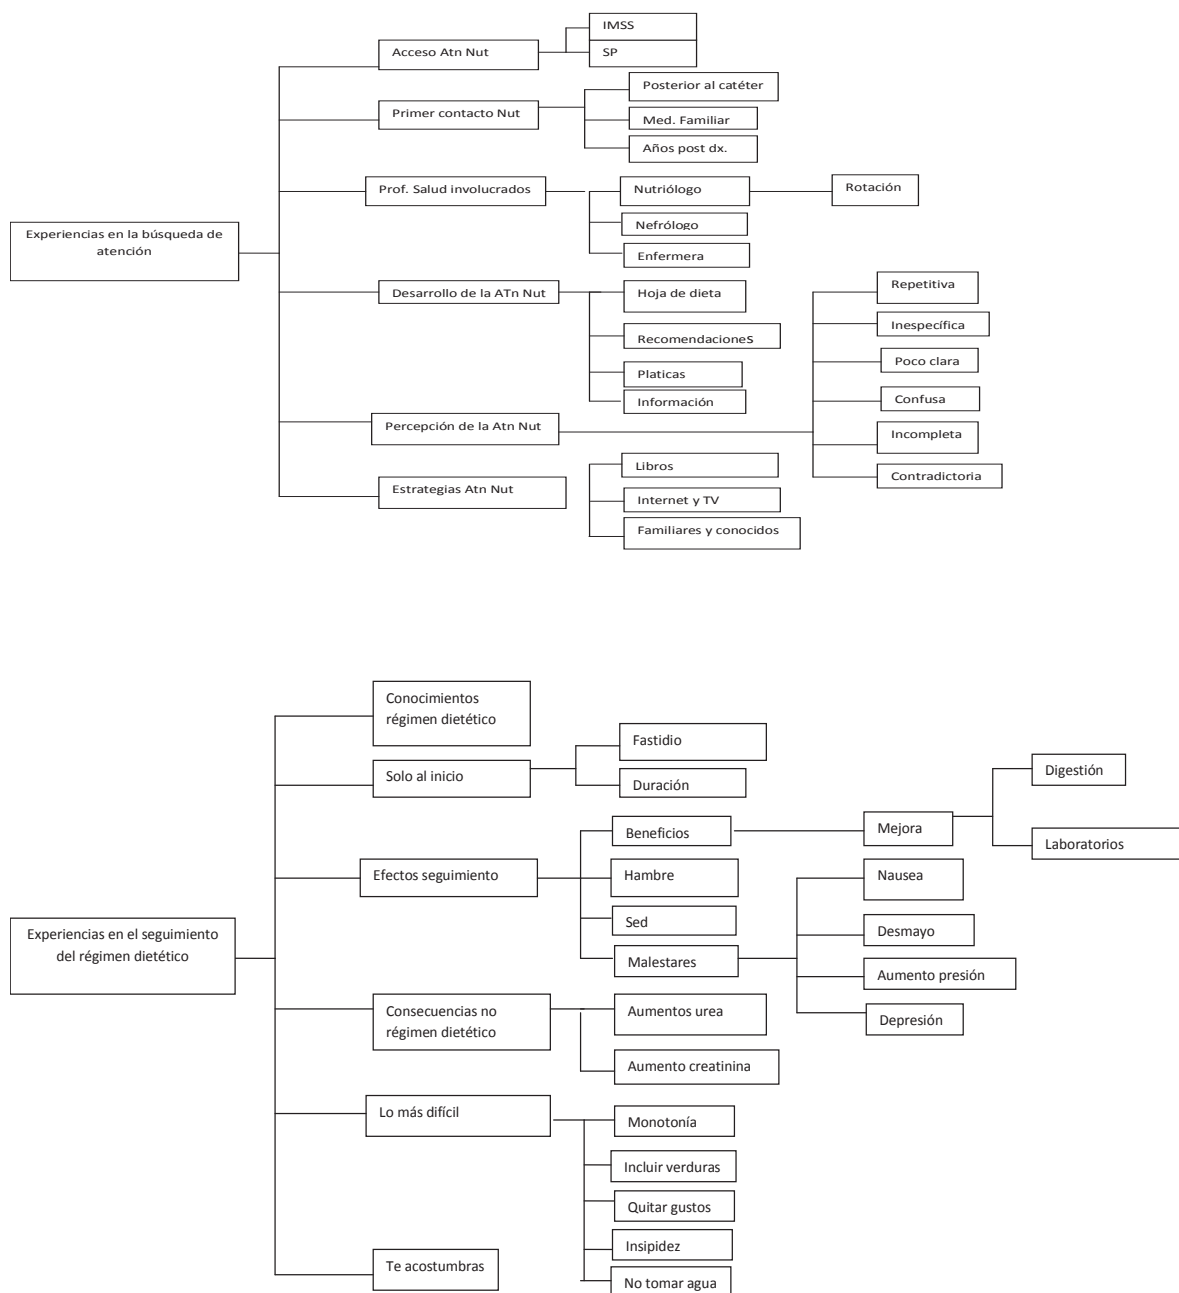 IMSS
Acceso Atn Nut
SP
Posterior al catéter
Primer contacto Nut
Med. Familiar
Años post dx.
Prof. Salud involucrados
Nutriólogo
Rotación
Nefrólogo
Enfermera
Experiencias en la búsqueda de
atención
Desarrollo de la ATn Nut
Hoja de dieta
Recomendaciones
Platicas
Información
Repetitiva
Inespecífica
Poco clara
Confusa
Incompleta
Contradictoria
Percepción de la Atn Nut
Estrategias Atn Nut
Libros
Internet y TV
Familiares y conocidos
Conocimientos
régimen dietético
Solo al inicio
Fastidio
Duración
Efectos seguimiento
Beneficios
Mejora
Digestión
Laboratorios
Hambre
Sed
Malestares
Nausea
Desmayo
Aumento presión
Depresión
Experiencias en el seguimiento
del régimen dietético
Consecuencias no
régimen dietético
Aumentos urea
Aumento creatinina
Lo más difícil
Monotonía
Incluir verduras
Quitar gustos
Insipidez
No tomar agua
Te acostumbras